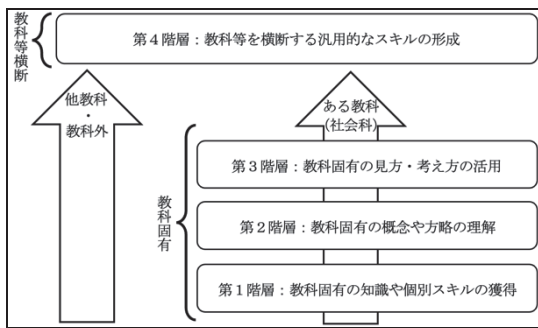 教科等横断
第4階層：教科等を横断する汎用的なスキルの形成
他教科
・
教科外
ある教科
(社会科)
教科固有
第3階層：教科固有の見方・考え方の活用
第2階層：教科固有の概念や方略の理解
第1階層：教科固有の知識や個別スキルの獲得